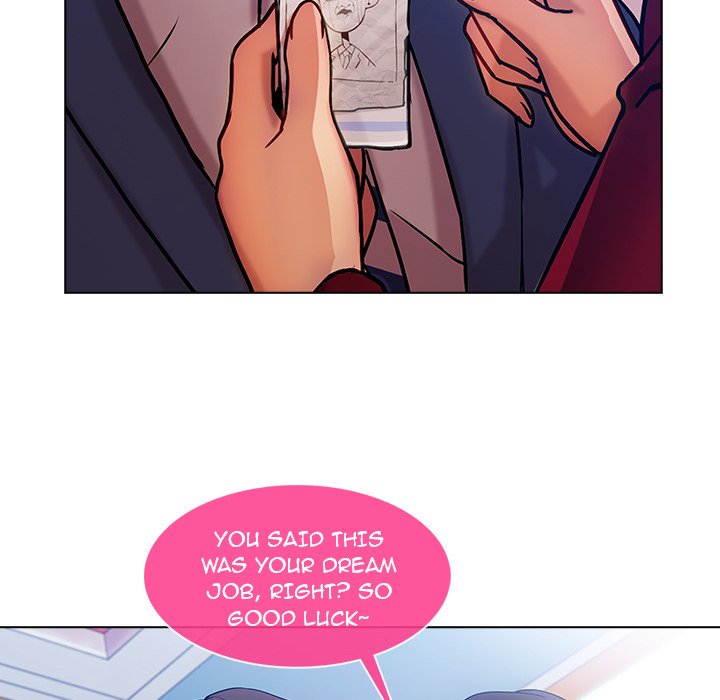 YOU SAID THIS
WAS YOUR DREAM
JOB, RIGHT? SO
GOOD LUCK~